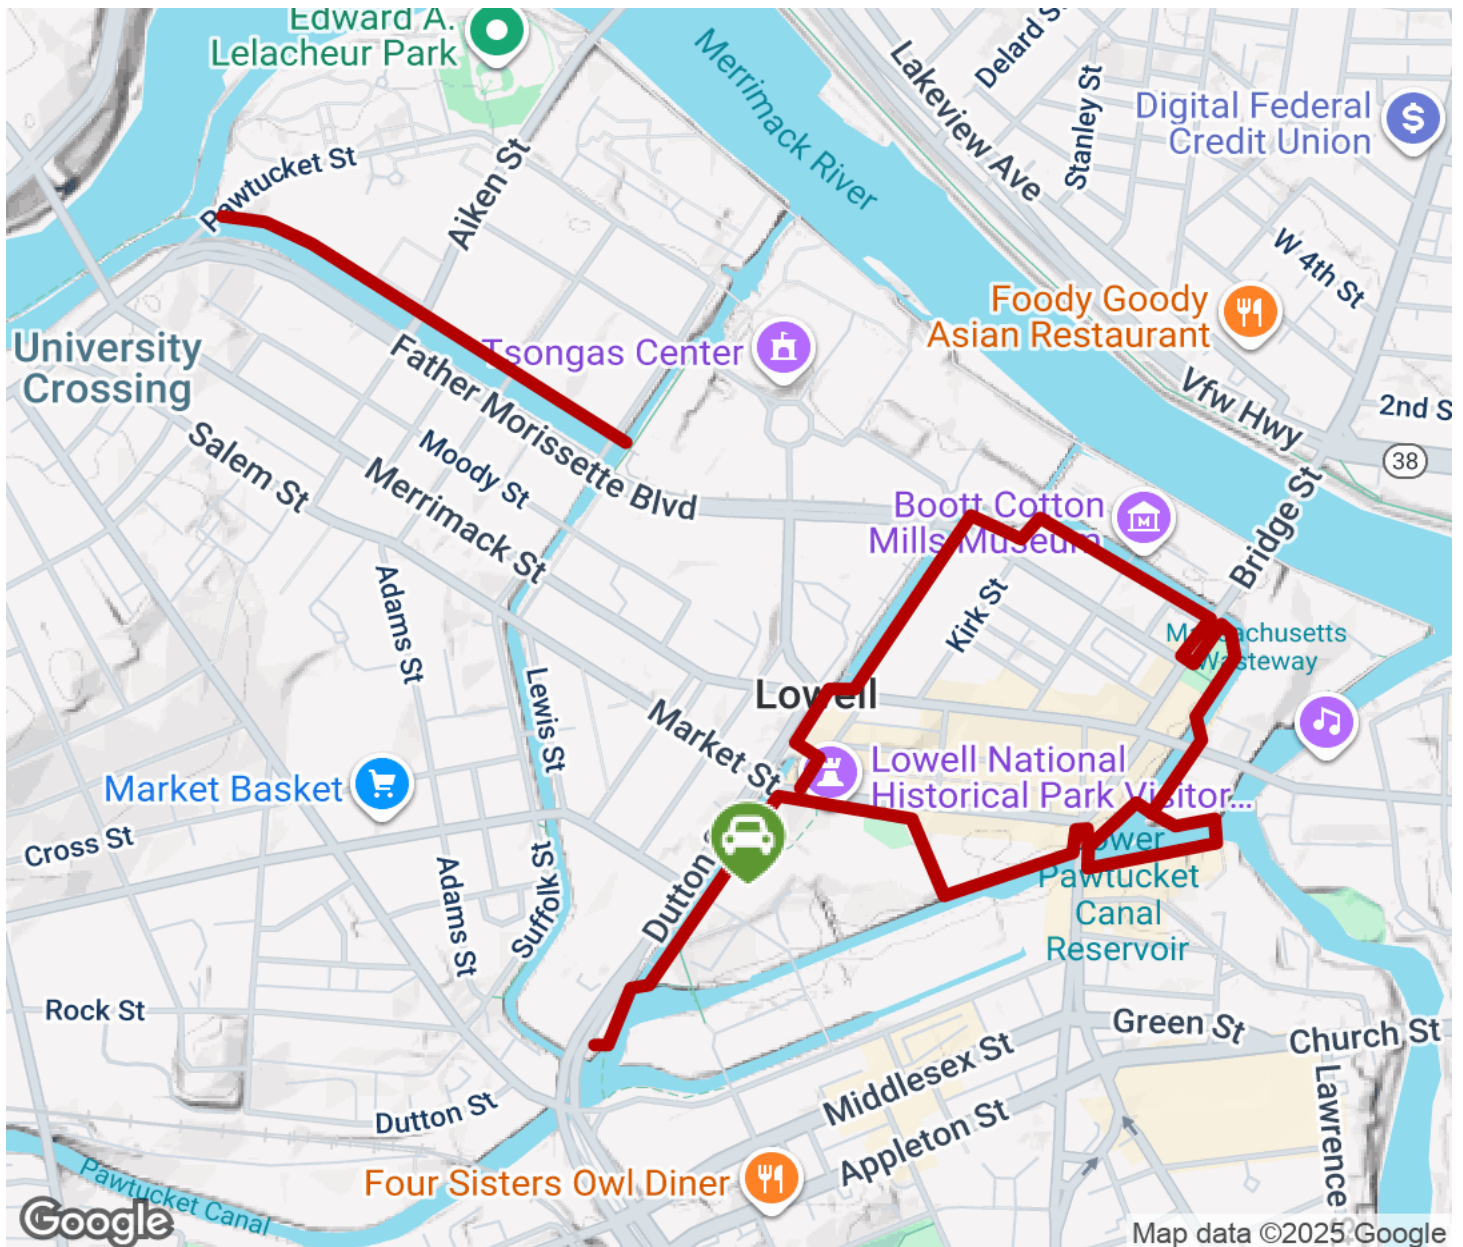 Edward A.
Lelacheur Park
Merrimack River
Lakeview Ave
Delard S
Stanley St
Digital Federal
Credit Union
$
Pawtucket St
Aiken St
W 4th St
Foody Goody
Asian Restaurant
University
Crossing
Tsongas Center
Father Morissette Blvd
Vfw Hwy
2nd S
38
Salem St
Moody St
Merrimack St
Boott Cotton
Mills Museum
M
Bridge St
Adams St
Kirk St
Massachusetts
Wasteway
Lewis St
Lowell
Market St
Market Basket
Lowell National
Historical Park Visitor...
Cross St
Dutton
Lower
Pawtucket
Canal
Reservoir
Adams St
Suffolk St
Rock St
Green St
Church St
Middlesex St
Lawrence S
Dutton St
Appleton St
Pawtucket Canal
Four Sisters Owl Diner
Google
Map data ©2025 Google